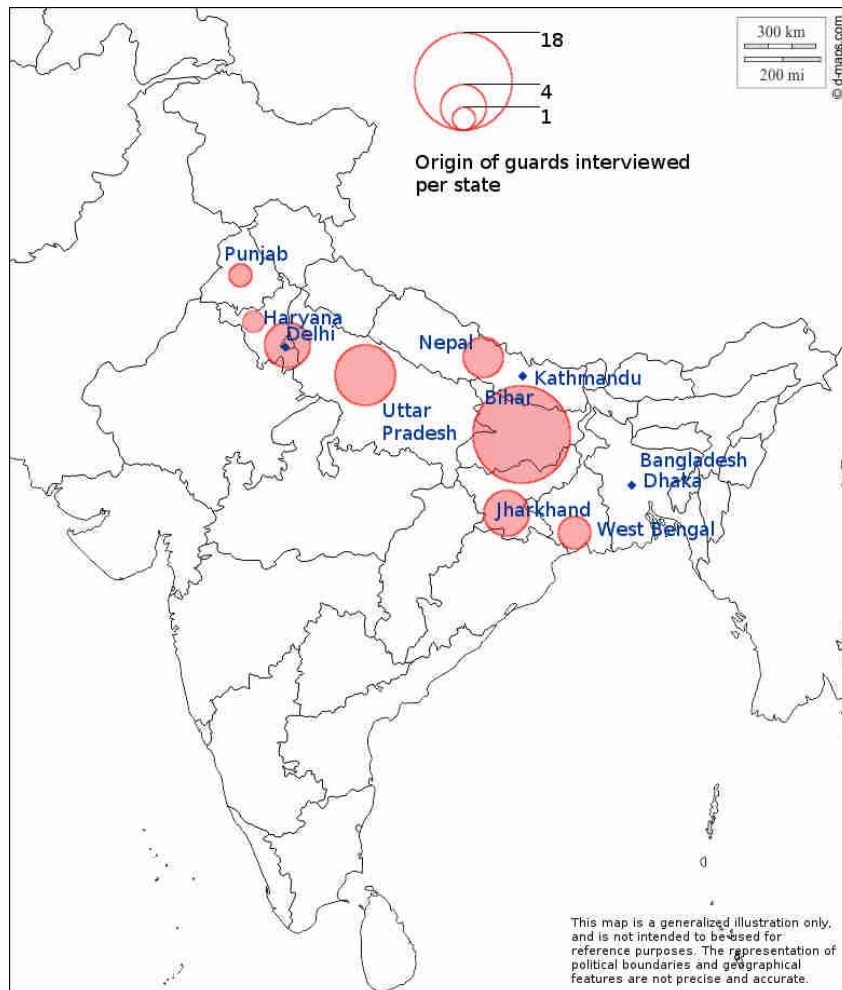 300 km
200 mi
© d-maps.com
18
4
1
Origin of guards interviewed
per state
Punjab
Haryana
Delhi
Nepal
Kathmandu
Bihar
Uttar
Pradesh
Bangladesh
Dhaka
Jharkhand
West Bengal
This map is a generalized illustration only,
and is not intended to be used for
reference purposes. The representation of
political boundaries and geographical
features are not precise and accurate.